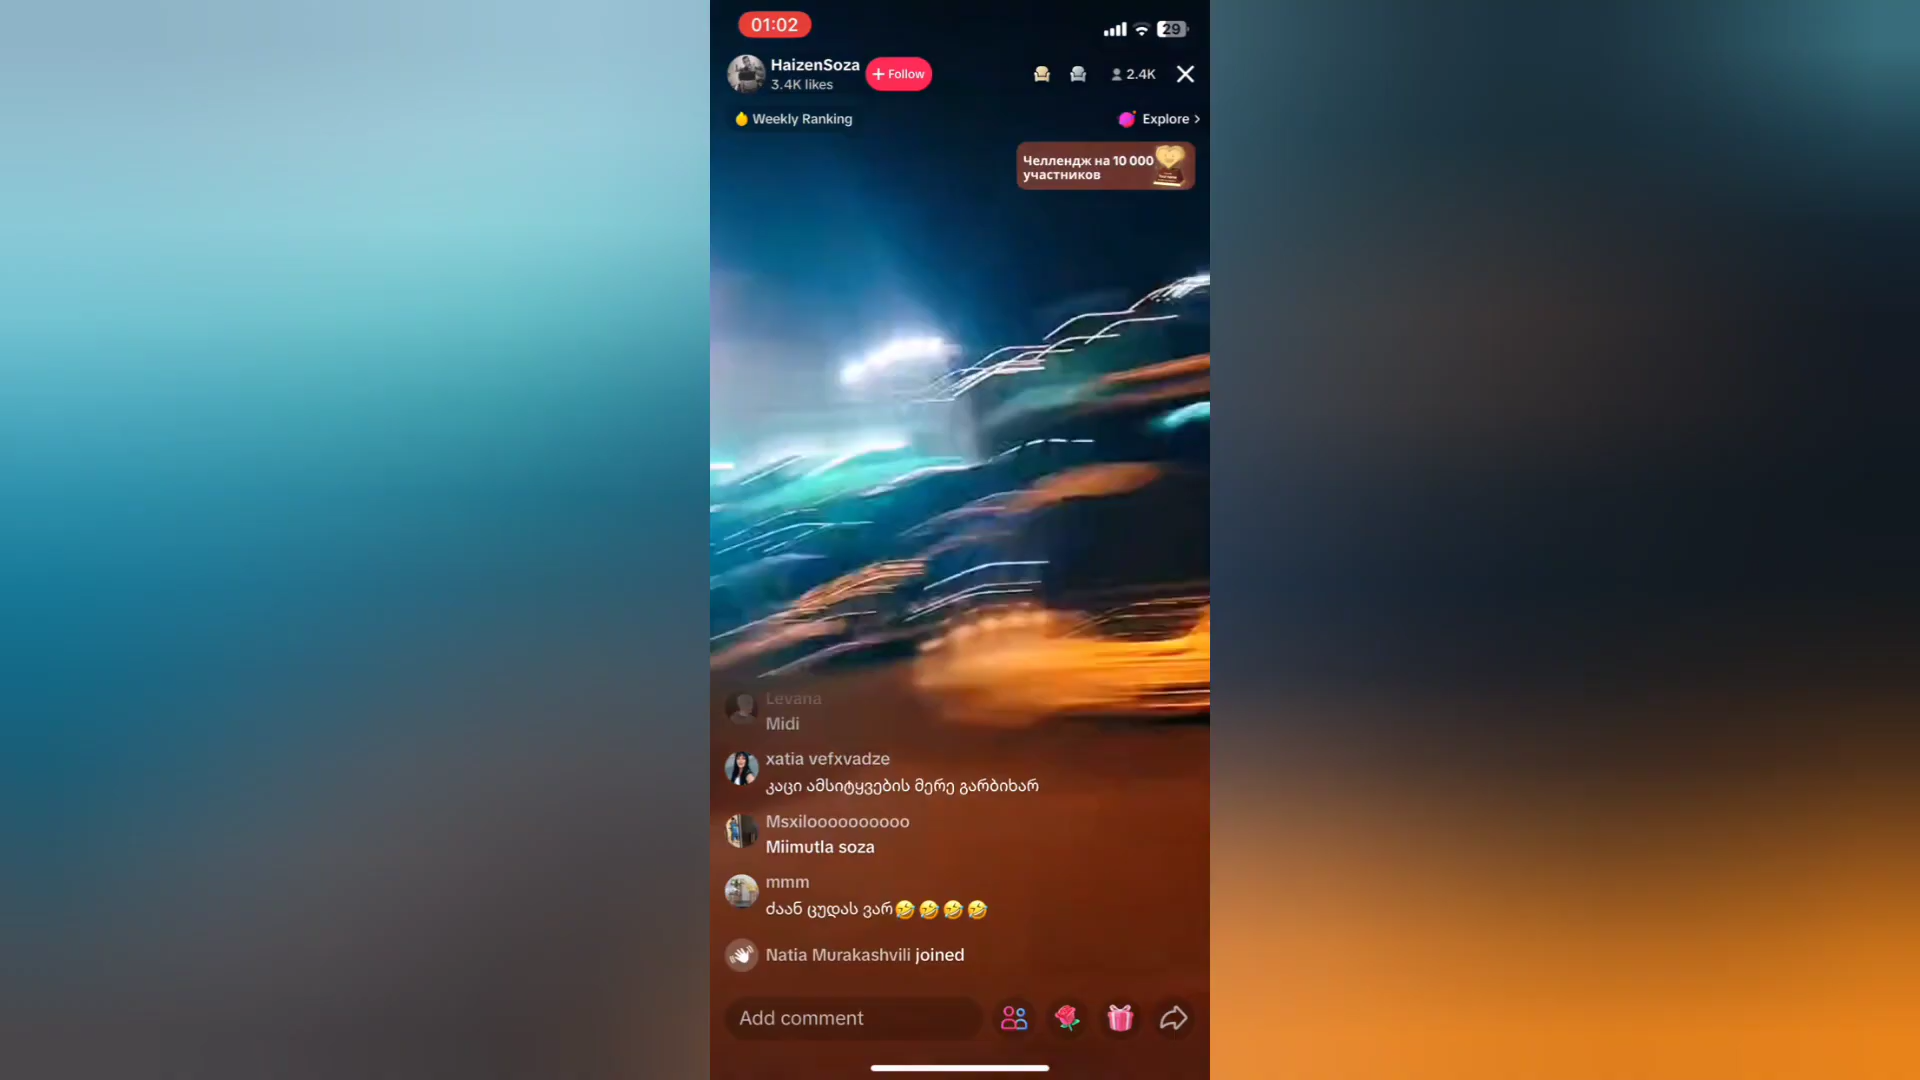 01:02
29
HaizenSoza
3.4K likes
+ Follow
2.4K
Weekly Ranking
Explore >
Челлендж на 10 000
участников
Levana
Midi
xatia vefxvadze
კაცი ამსიტყვების მერე გარბიხარ
Msxiloooooooooo
Miimutla soza
mmm
ძაან ცუდას ვარ🤣🤣🤣🤣
Natia Murakashvili joined
Add comment